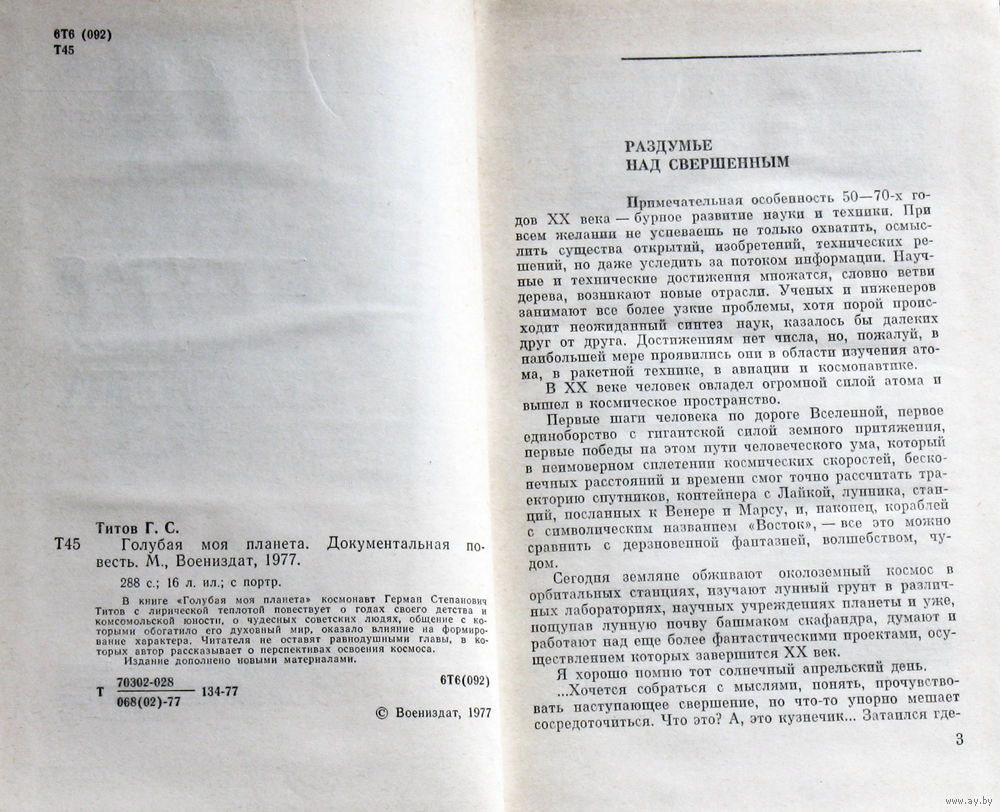 6Т6 (092)
Т45
Титов Г. С.
Т45 Голубая моя планета. Документальная по-
весть. М., Воениздат, 1977.
288 с.; 16 л. ил.; с портр.
В книге «Голубая моя планета» космонавт Герман Степанович
Титов с лирической теплотой повествует о годах своего детства и
комсомольской юности, о чудесных советских людях, общение с ко-
торыми обогатило его духовный мир, оказало влияние на формиро-
вание характера. Читателя не оставят равнодушными главы, в ко-
торых автор рассказывает о перспективах освоения космоса.
Издание дополнено новыми материалами.
Т 70302-028
068(02)-77 134-77 6Т6(092)
© Воениздат, 1977
РАЗДУМЬЕ
НАД СВЕРШЕННЫМ
Примечательная особенность 50—70-х го-
дов XX века — бурное развитие науки и техники. При
всем желании не успеваешь не только охватить, осмыс-
лить существа открытий, изобретений, технических ре-
шений, но даже уследить за потоком информации. Науч-
ные и технические достижения множатся, словно ветви
дерева, возникают новые отрасли. Ученых и инженеров
занимают все более узкие проблемы, хотя порой проис-
ходит неожиданный синтез наук, казалось бы далеких
друг от друга. Достижениям нет числа, но, пожалуй, в
наибольшей мере проявились они в области изучения ато-
ма, в ракетной технике, в авиации и космонавтике.
В XX веке человек овладел огромной силой атома и
вышел в космическое пространство.
Первые шаги человека по дороге Вселенной, первое
единоборство с гигантской силой земного притяжения,
первые победы на этом пути человеческого ума, который
в неимоверном сплетении космических скоростей, беско-
нечных расстояний и времени смог точно рассчитать тра-
екторию спутников, контейнера с Лайкой, лунника, стан-
ций, посланных к Венере и Марсу, и, наконец, кораблей
с символическим названием «Восток», — все это можно
сравнить с дерзновенной фантазией, волшебством, чу-
дом.
Сегодня земляне обживают околоземный космос в
орбитальных станциях, изучают лунный грунт в различ-
ных лабораториях, научных учреждениях планеты и уже,
пощупав лунную почву башмаком скафандра, думают и
работают над еще более фантастическими проектами, осу-
ществлением которых завершится XX век.
Я хорошо помню тот солнечный апрельский день.
...Хочется собраться с мыслями, понять, прочувство-
вать наступающее свершение, но что-то упорно мешает
сосредоточиться. Что это? А, это кузнечик... Затаился где-
3
www.ay.by